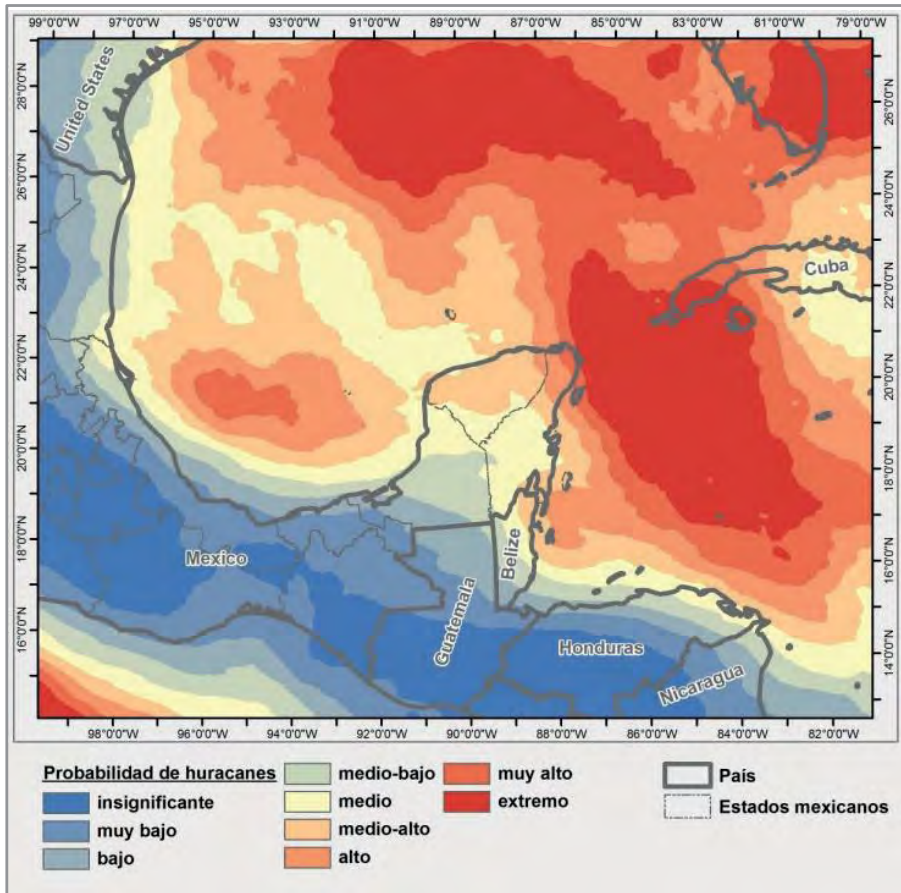 99°0'0"W 97°0'0"W 95°0'0"W 93°0'0"W 91°0'0"W 89°0'0"W 87°0'0"W 85°0'0"W 83°0'0"W 81°0'0"W 79°0'0"W
28°0'0"N
26°0'0"N
24°0'0"N
22°0'0"N
20°0'0"N
18°0'0"N
16°0'0"N
United States
Cuba
Mexico
Belize
Guatemala
Honduras
Nicaragua
26°0'0"N
24°0'0"N
22°0'0"N
20°0'0"N
18°0'0"N
16°0'0"N
14°0'0"N
98°0'0"W 96°0'0"W 94°0'0"W 92°0'0"W 90°0'0"W 88°0'0"W 86°0'0"W 84°0'0"W 82°0'0"W
Probabilidad de huracanes
insignificante
muy bajo
bajo
medio-bajo
medio
medio-alto
alto
muy alto
extremo
País
Estados mexicanos